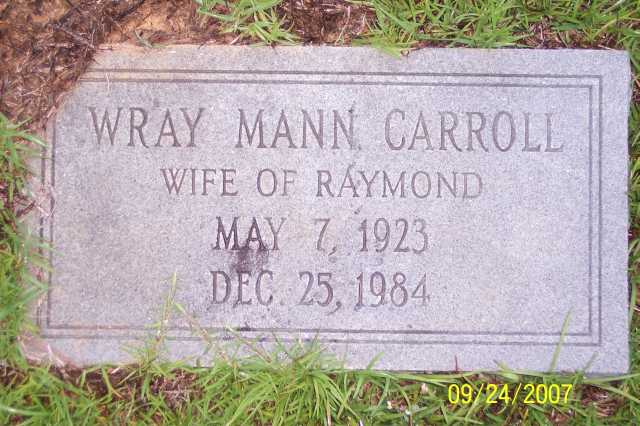 WRAY MANN CARROLL
WIFE OF RAYMOND
MAY 7, 1923
DEC. 25, 1984
09/24/2007